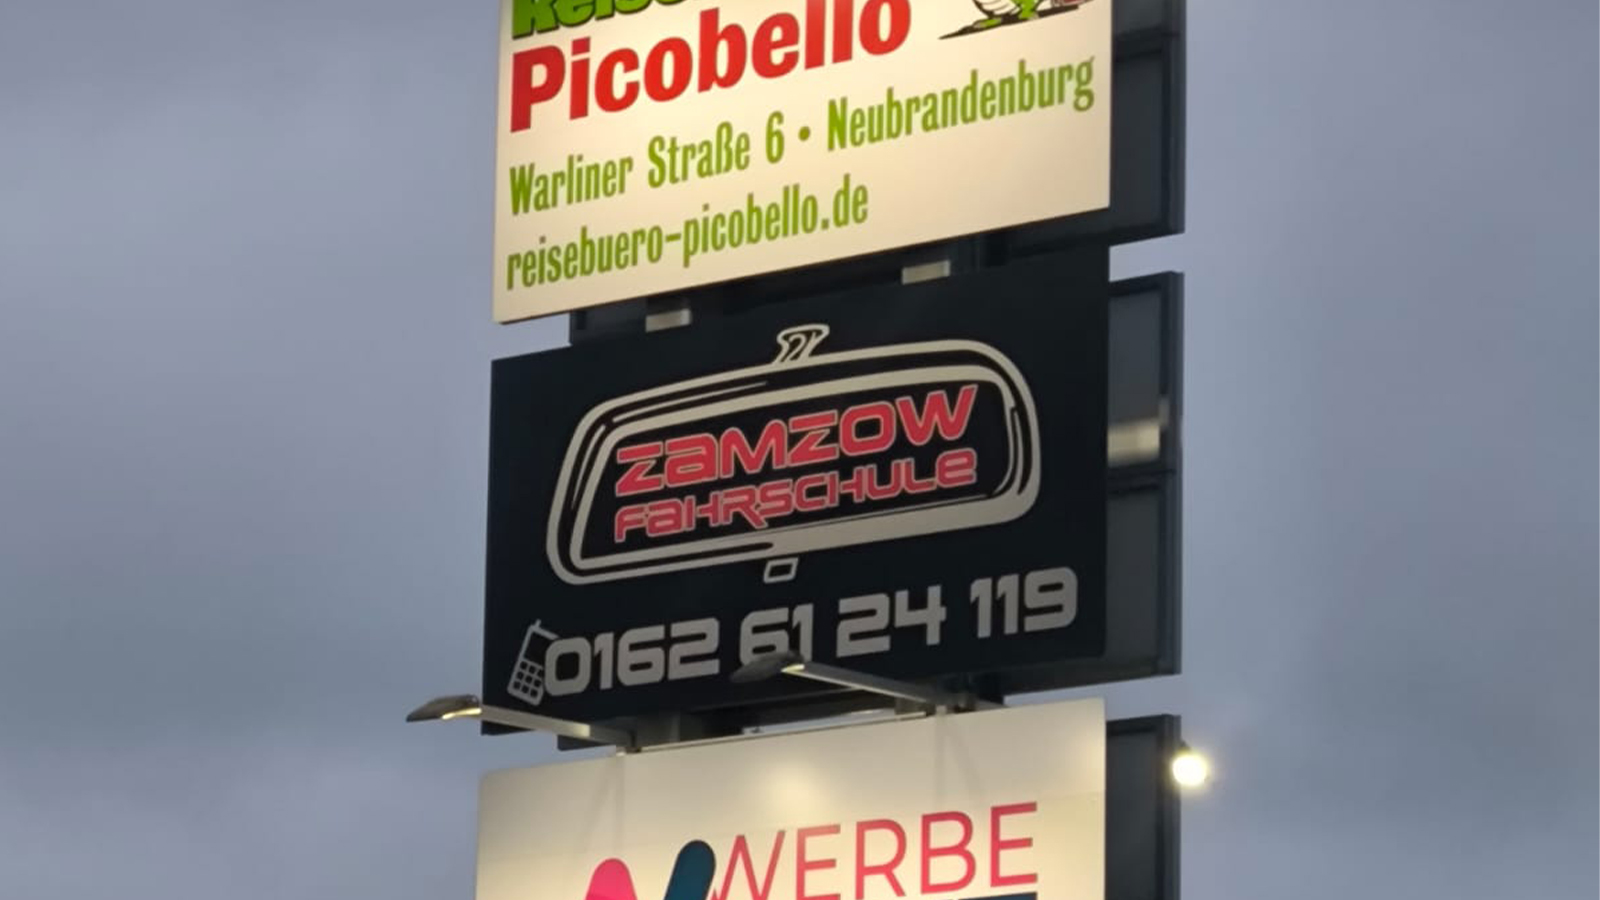 Picobello
Warliner Straße 6 • Neubrandenburg
reisebuero-picobello.de
ZAMZOW
FAHRSCHULE
0162 61 24 119
WERBE